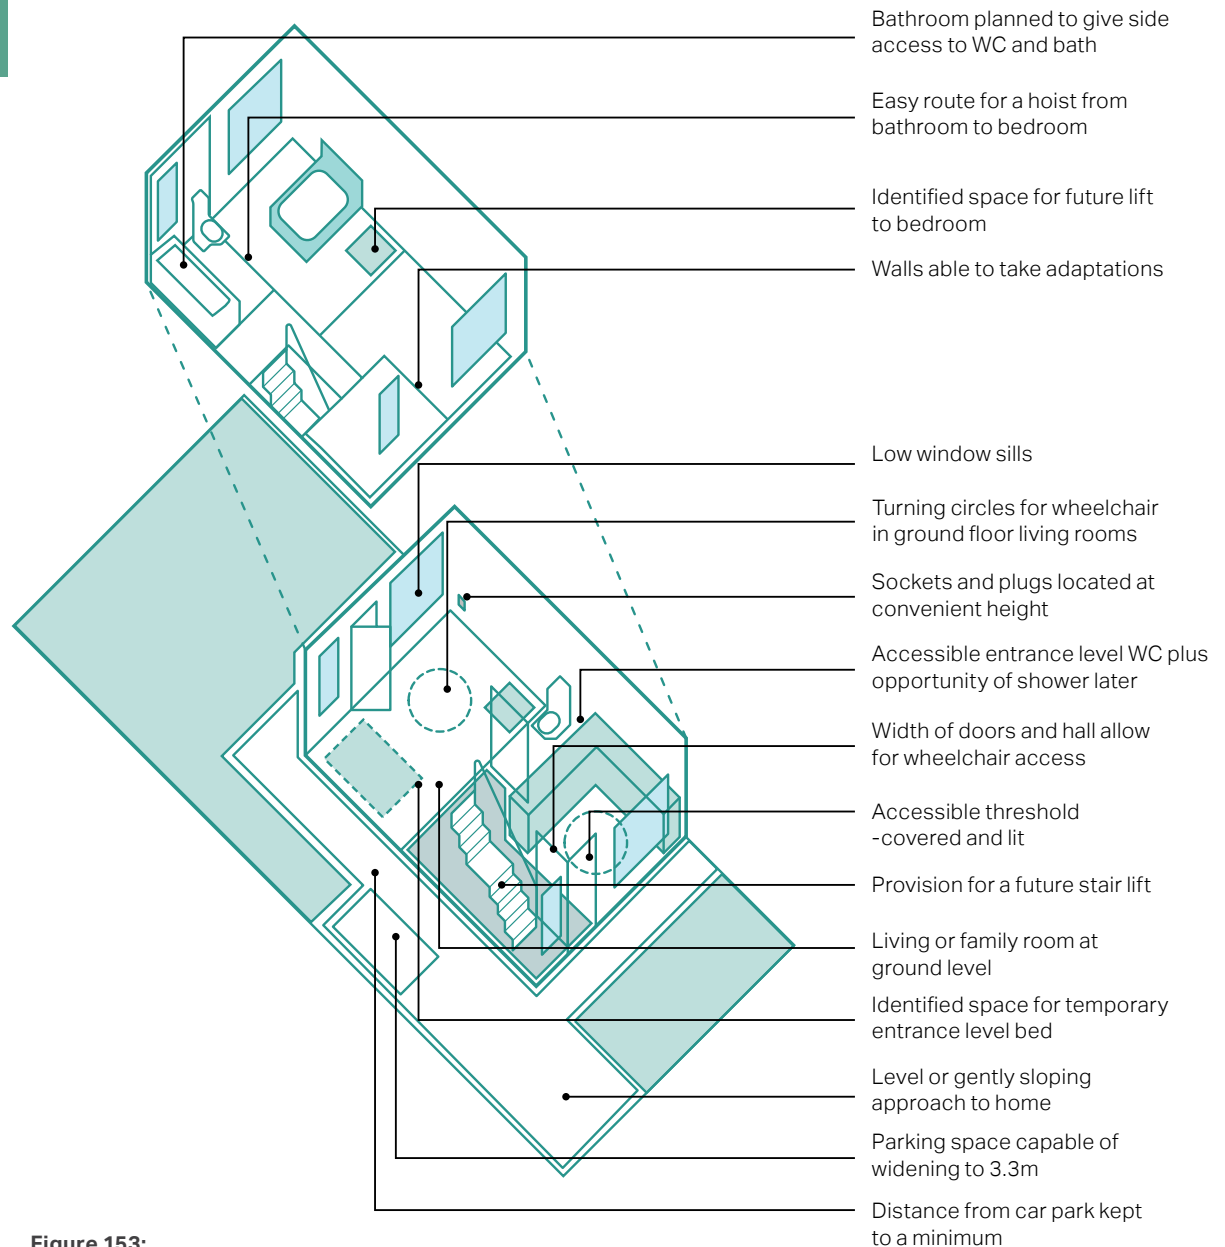 Bathroom planned to give side
access to WC and bath
Easy route for a hoist from
bathroom to bedroom
Identified space for future lift
to bedroom
Walls able to take adaptations
Low window sills
Turning circles for wheelchair
in ground floor living rooms
Sockets and plugs located at
convenient height
Accessible entrance level WC plus
opportunity of shower later
Width of doors and hall allow
for wheelchair access
Accessible threshold
-covered and lit
Provision for a future stair lift
Living or family room at
ground level
Identified space for temporary
entrance level bed
Level or gently sloping
approach to home
Parking space capable of
widening to 3.3m
Distance from car park kept
to a minimum
Figure 153: